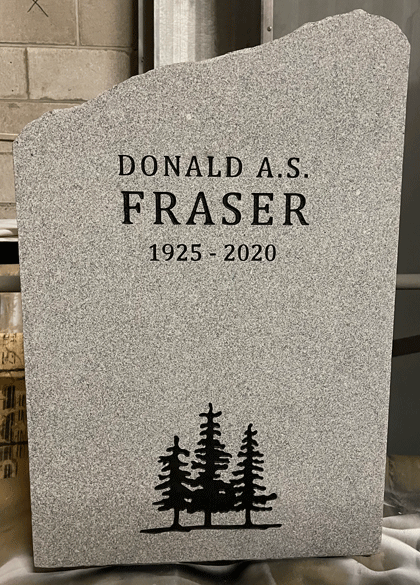 DONALD A.S.
FRASER
1925 - 2020